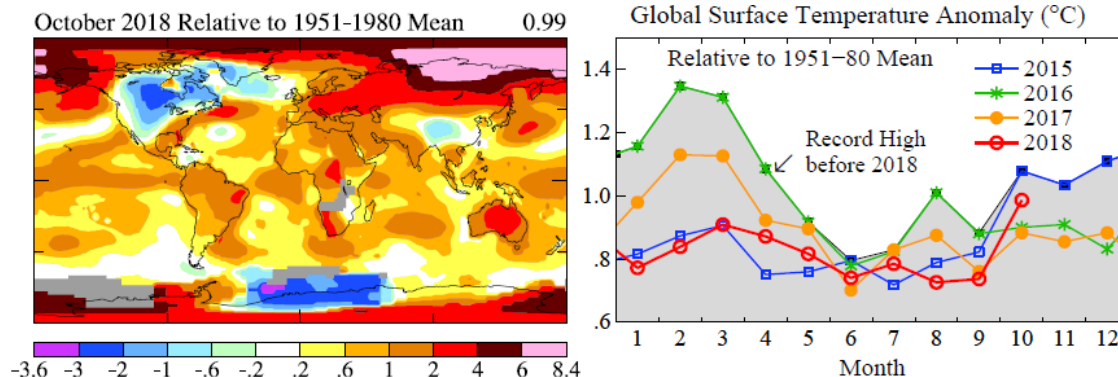 October 2018 Relative to 1951-1980 Mean 0.99
-3.6 -3 -2 -1 -.6 -.2 .2 .6 1 2 4 6 8.4
Global Surface Temperature Anomaly (°C)
Relative to 1951−80 Mean
2015
2016
2017
2018
Record High
before 2018
1.4
1.2
1.0
.8
.6
1 2 3 4 5 6 7 8 9 10 11 12
Month